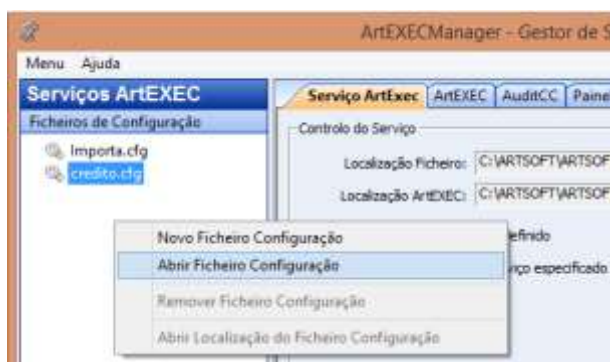 ArtEXECManager - Gestor de S
Menu Ajuda
Serviços ArtEXEC
Ficheiros de Configuração
Importa.cfg
credito.cfg
Serviço ArtExec ArtEXEC AuditCC Paine
Controlo do Serviço
Localização Ficheiro: C:\ARTSOFT\ARTSOF
Localização ArtEXEC: C:\ARTSOFT\ARTSOF
efinido
viço especificado
Novo Ficheiro Configuração
Abrir Ficheiro Configuração
Remover Ficheiro Configuração
Abrir Localização do Ficheiro Configuração